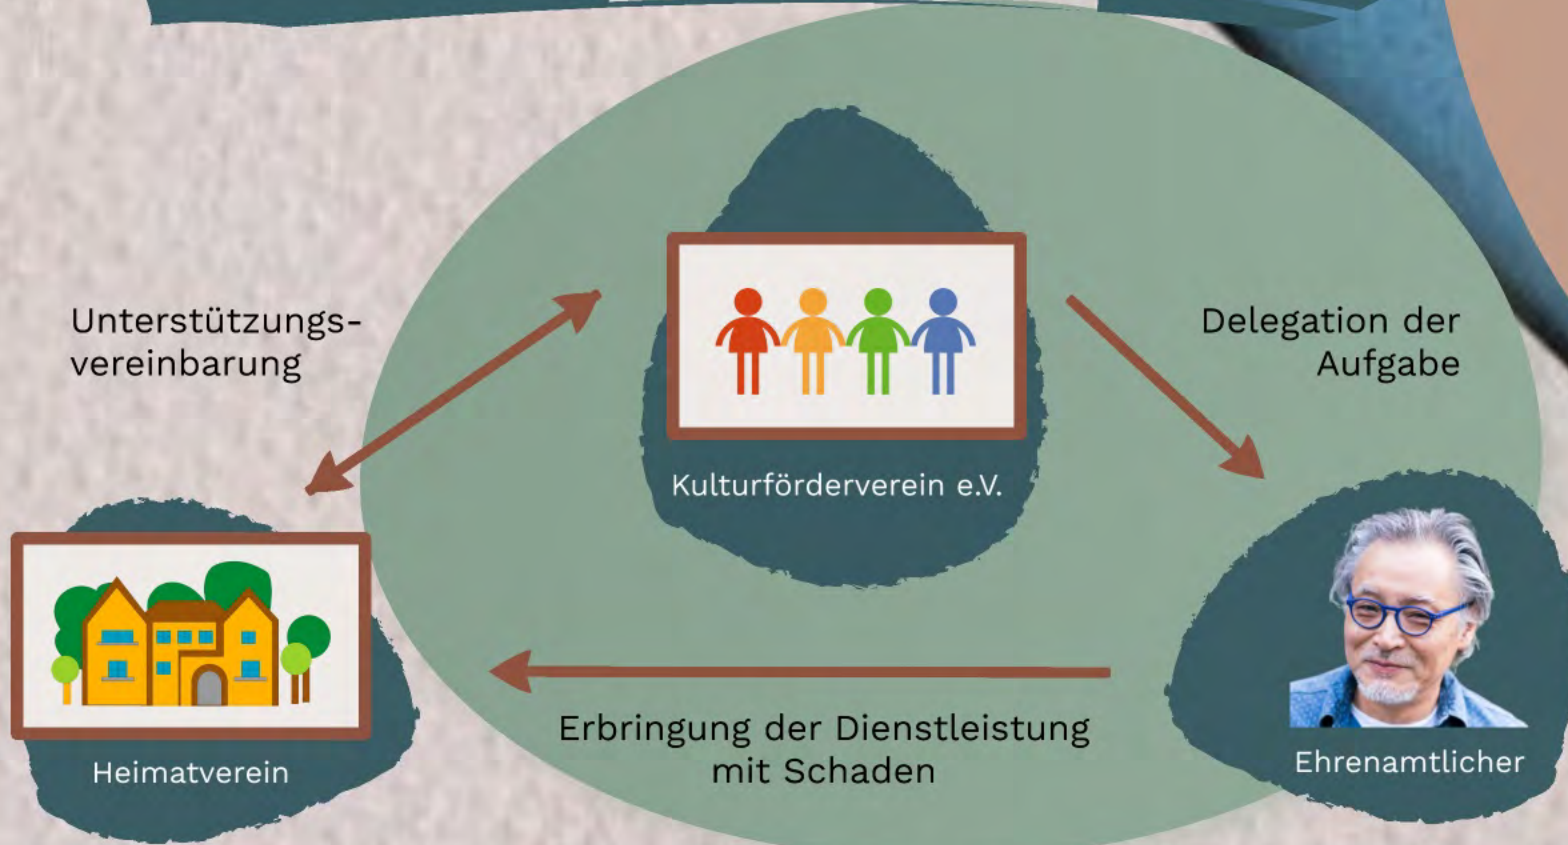 Unterstützungs-
vereinbarung
Delegation der
Aufgabe
Kulturförderverein e.V.
Erbringung der Dienstleistung
mit Schaden
Heimatverein
Ehrenamtlicher